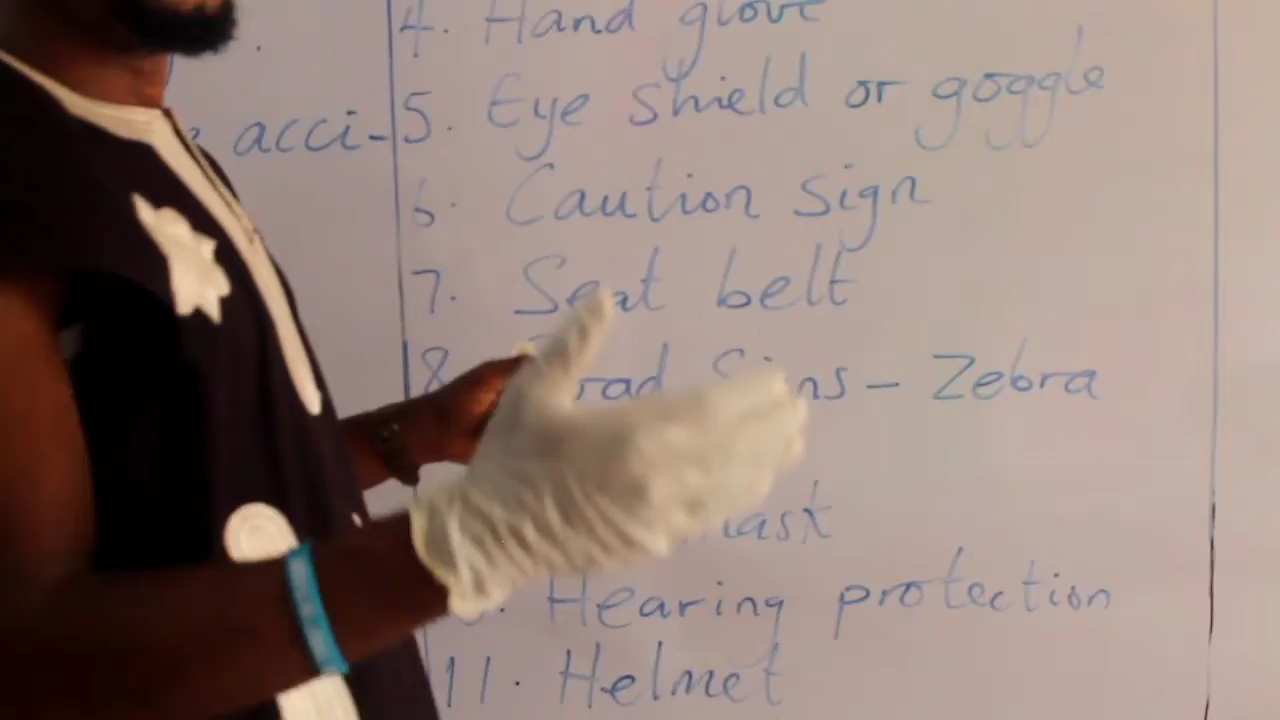 4. Hand glove
acci-
5. Eye shield or goggle
6. Caution sign
7. Seat belt
8. Signs - Zebra
Hearing protection
11. Helmet